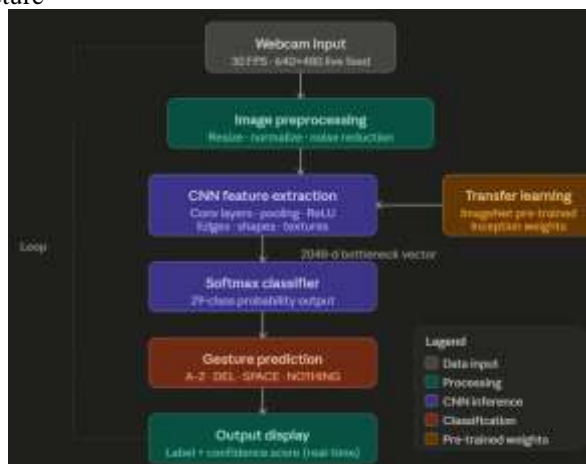 cture
Webcam Input
30 FPS · 640×480 live feed
Image preprocessing
Resize · normalize · noise reduction
CNN feature extraction
Conv layers · pooling · ReLU
Edges · shapes · textures
Transfer learning
ImageNet pre-trained
Inception weights
Loop
2048-d bottleneck vector
Softmax classifier
29-class probability output
Gesture prediction
A–Z · DEL · SPACE · NOTHING
Output display
Label + confidence score (real-time)
Legend
Data input
Processing
CNN inference
Classification
Pre-trained weights